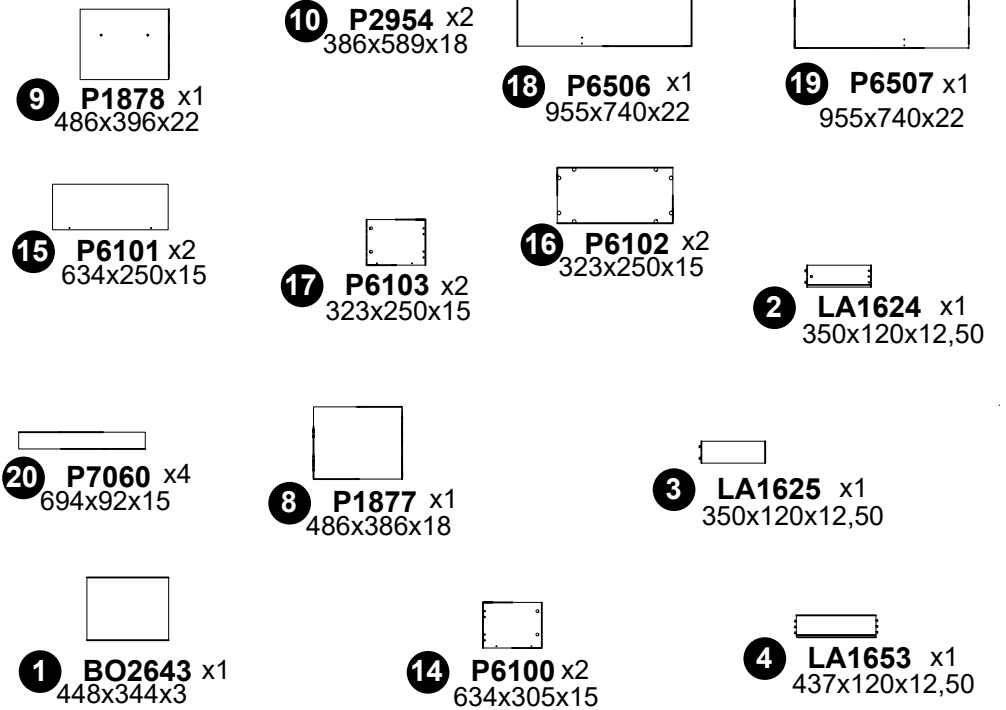 10 P2954 x2
386x589x18
9 P1878 x1
486x396x22
18 P6506 x1
955x740x22
19 P6507 x1
955x740x22
15 P6101 x2
634x250x15
17 P6103 x2
323x250x15
16 P6102 x2
323x250x15
2 LA1624 x1
350x120x12,50
20 P7060 x4
694x92x15
8 P1877 x1
486x386x18
3 LA1625 x1
350x120x12,50
1 BO2643 x1
448x344x3
14 P6100 x2
634x305x15
4 LA1653 x1
437x120x12,50